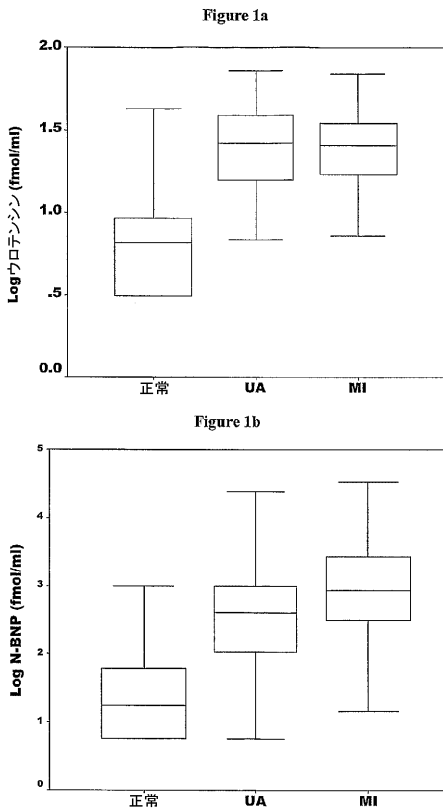 Figure 1a
2.0
1.5
1.0
.5
0.0
Logウロテンシン (fmol/ml)
正常 UA MI
Figure 1b
5
4
3
2
1
0
Log N-BNP (fmol/ml)
正常 UA MI